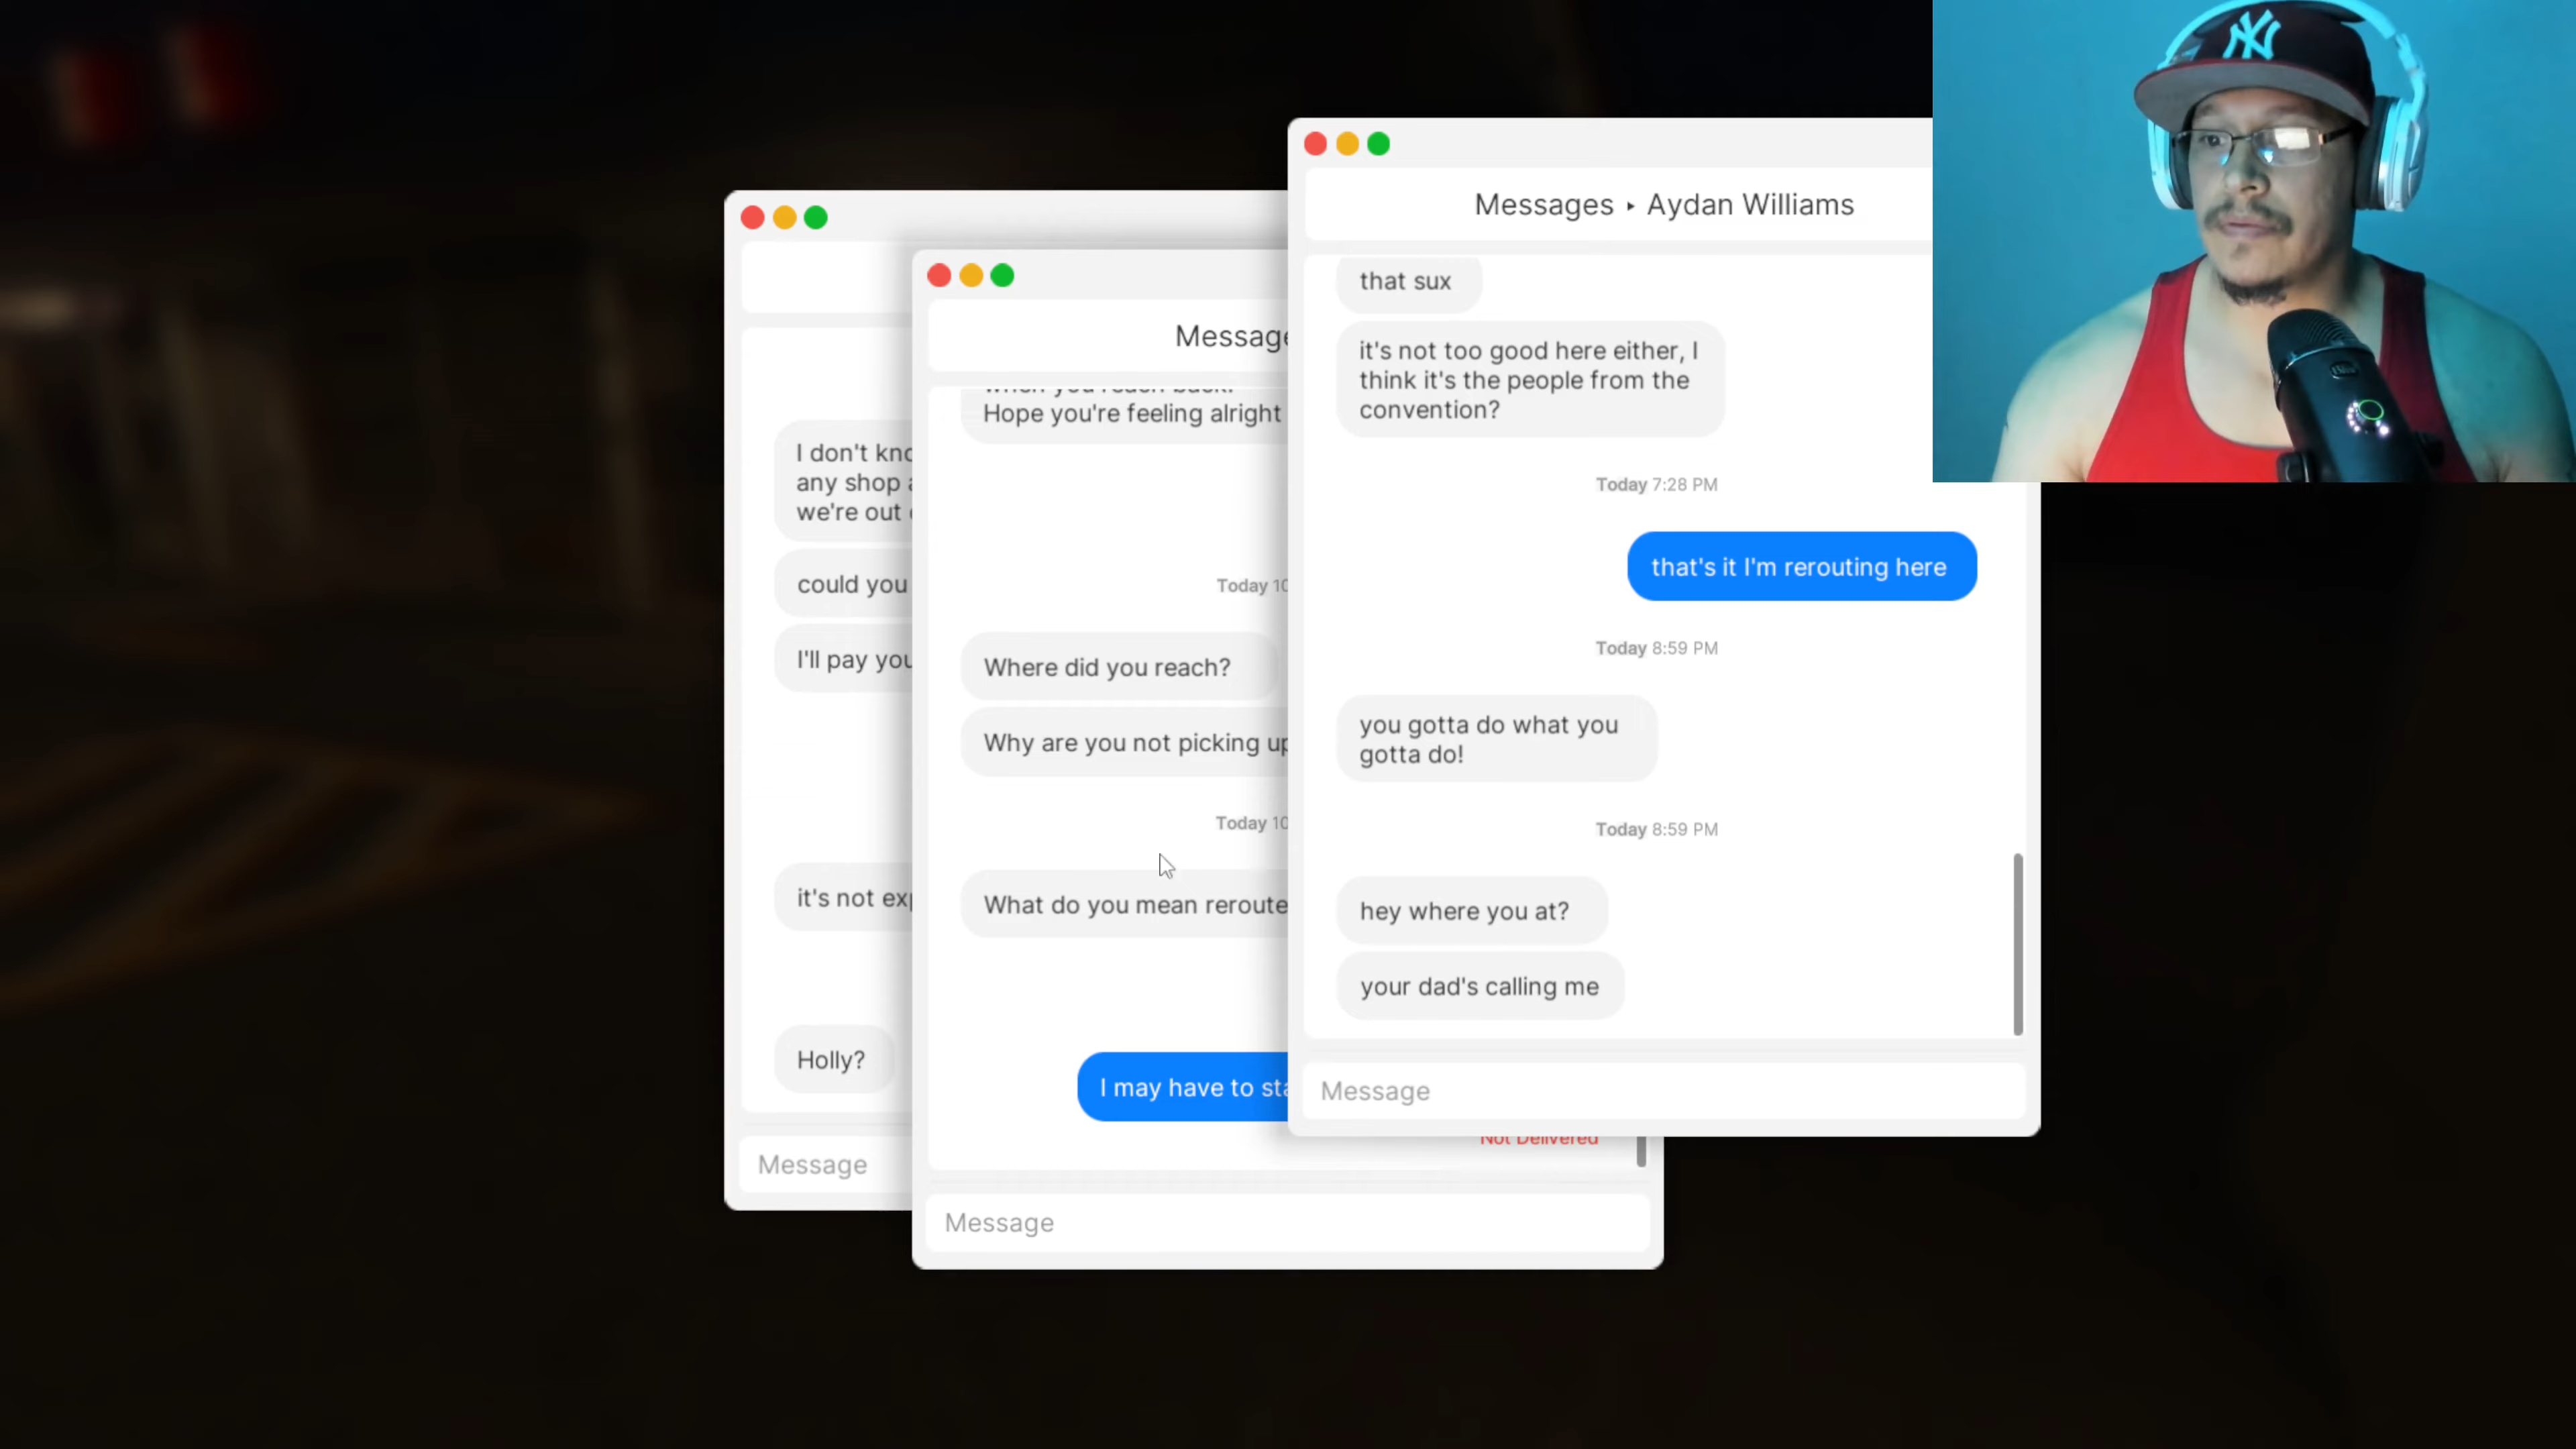 I don't
any shop
we're out
could you
I'll pay you
it's not
Holly?
Message
Hope you're feeling alright
Today
Where did you reach?
Why are you not picking up
Today
What do you mean reroute
I may have to
Not Delivered
Message
Messages ▸ Aydan Williams
that sux
it's not too good here either, I
think it's the people from the
convention?
Today 7:28 PM
that's it I'm rerouting here
Today 8:59 PM
you gotta do what you
gotta do!
Today 8:59 PM
hey where you at?
your dad's calling me
Message
NY